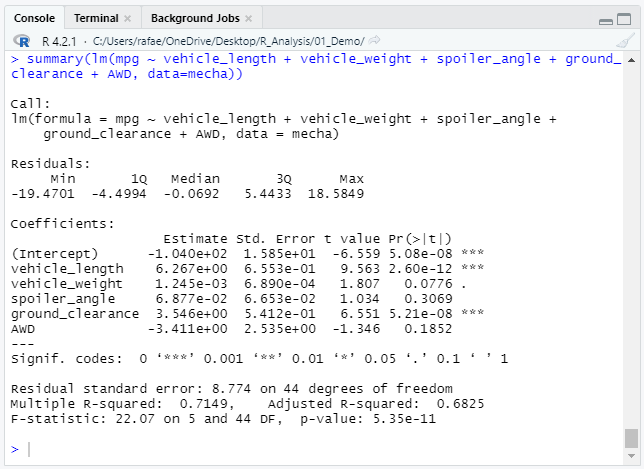 Console Terminal × Background Jobs ×
R R 4.2.1 · C:/Users/rafae/OneDrive/Desktop/R_Analysis/01_Demo/
> summary(lm(mpg ~ vehicle_length + vehicle_weight + spoiler_angle + ground_
clearance + AWD, data=mecha))
Call:
lm(formula = mpg ~ vehicle_length + vehicle_weight + spoiler_angle +
    ground_clearance + AWD, data = mecha)
Residuals:
     Min       1Q   Median       3Q      Max
-19.4701  -4.4994  -0.0692   5.4433  18.5849
Coefficients:
                   Estimate Std. Error t value Pr(>|t|)
(Intercept)      -1.040e+02  1.585e+01  -6.559 5.08e-08 ***
vehicle_length    6.267e+00  6.553e-01   9.563 2.60e-12 ***
vehicle_weight    1.245e-03  6.890e-04   1.807   0.0776 .
spoiler_angle     6.877e-02  6.653e-02   1.034   0.3069
ground_clearance  3.546e+00  5.412e-01   6.551 5.21e-08 ***
AWD              -3.411e+00  2.535e+00  -1.346   0.1852
---
Signif. codes:  0 ‘***’ 0.001 ‘**’ 0.01 ‘*’ 0.05 ‘.’ 0.1 ‘ ’ 1
Residual standard error: 8.774 on 44 degrees of freedom
Multiple R-squared:  0.7149,	Adjusted R-squared:  0.6825
F-statistic: 22.07 on 5 and 44 DF,  p-value: 5.35e-11
>